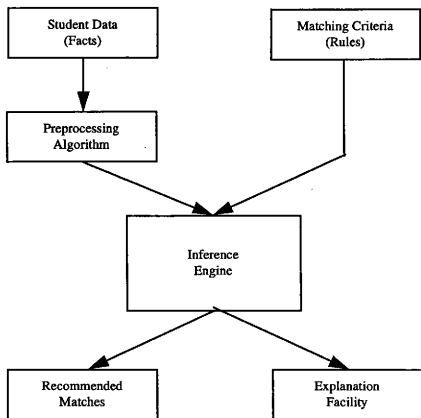 Student Data
(Facts)
Matching Criteria
(Rules)
Preprocessing
Algorithm
Inference
Engine
Recommended
Matches
Explanation
Facility